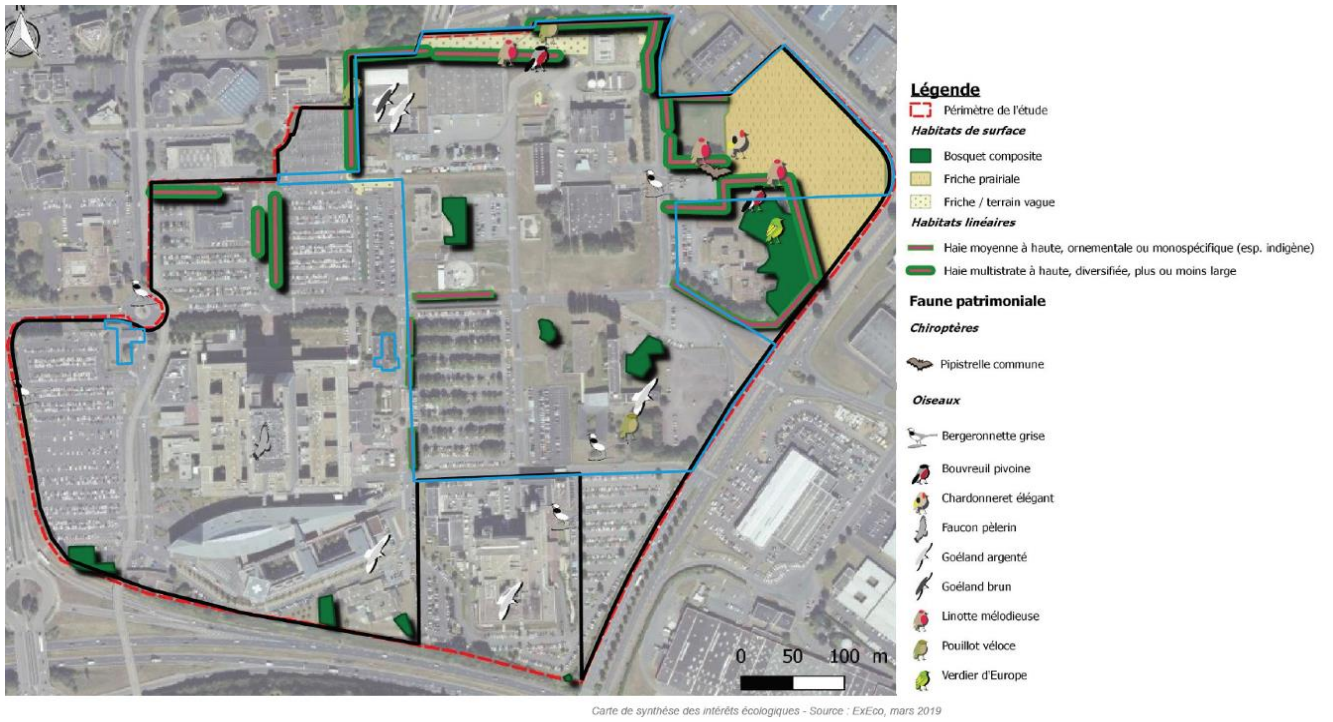 N
Légende
Périmètre de l'étude
Habitats de surface
Bosquet composite
Friche prairiale
Friche / terrain vague
Habitats linéaires
Haie moyenne à haute, ornementale ou monospécifique (esp. indigène)
Haie multistrate à haute, diversifiée, plus ou moins large
Faune patrimoniale
Chiroptères
Pipistrelle commune
Oiseaux
Bergeronnette grise
Bouvreuil pivoine
Chardonneret élégant
Faucon pèlerin
Goéland argenté
Goéland brun
Linotte mélodieuse
Pouillot véloce
Verdier d'Europe
0 50 100 m
Carte de synthèse des intérêts écologiques - Source : ExEco, mars 2019